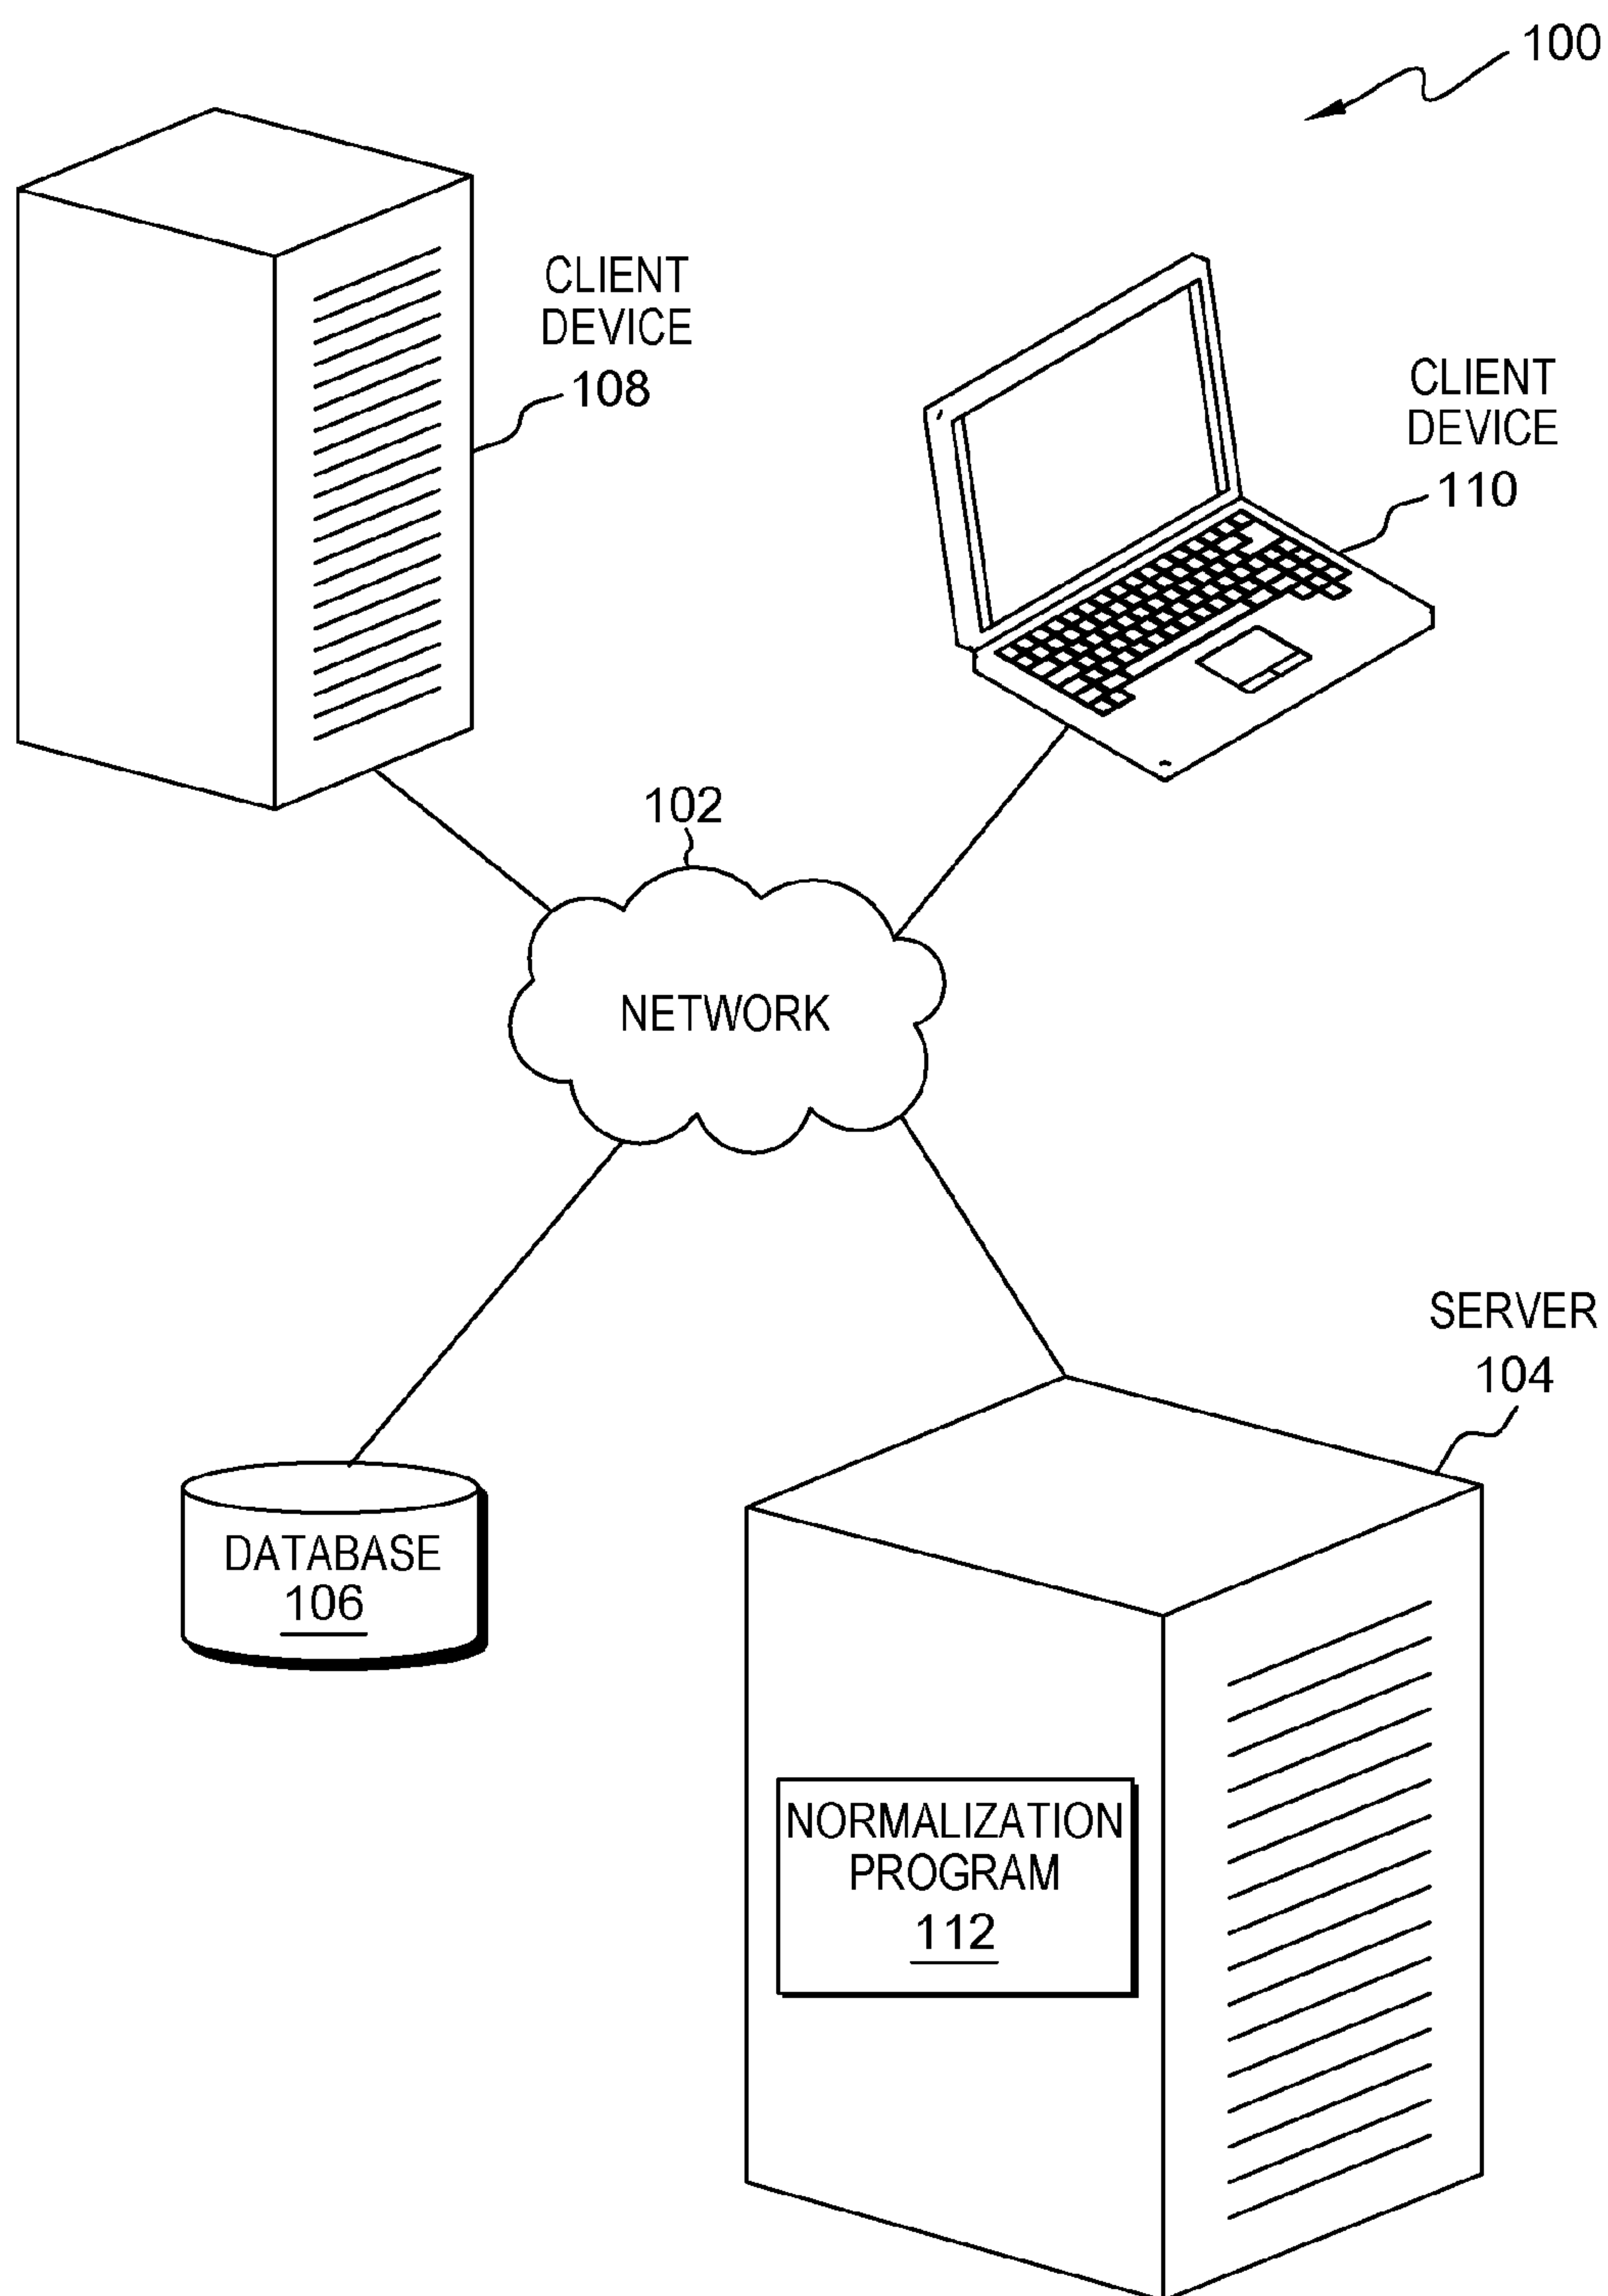 100
CLIENT
DEVICE
108
CLIENT
DEVICE
110
102
NETWORK
SERVER
104
DATABASE
106
NORMALIZATION
PROGRAM
112